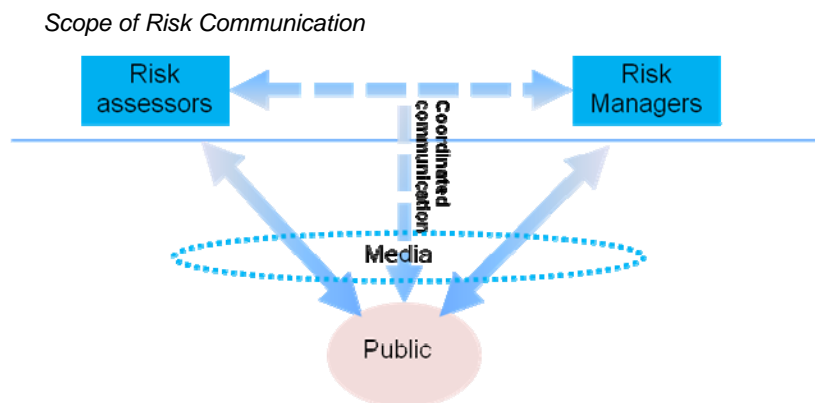 Scope of Risk Communication
Risk
assessors
Risk
Managers
Coordinated
communication
Media
Public